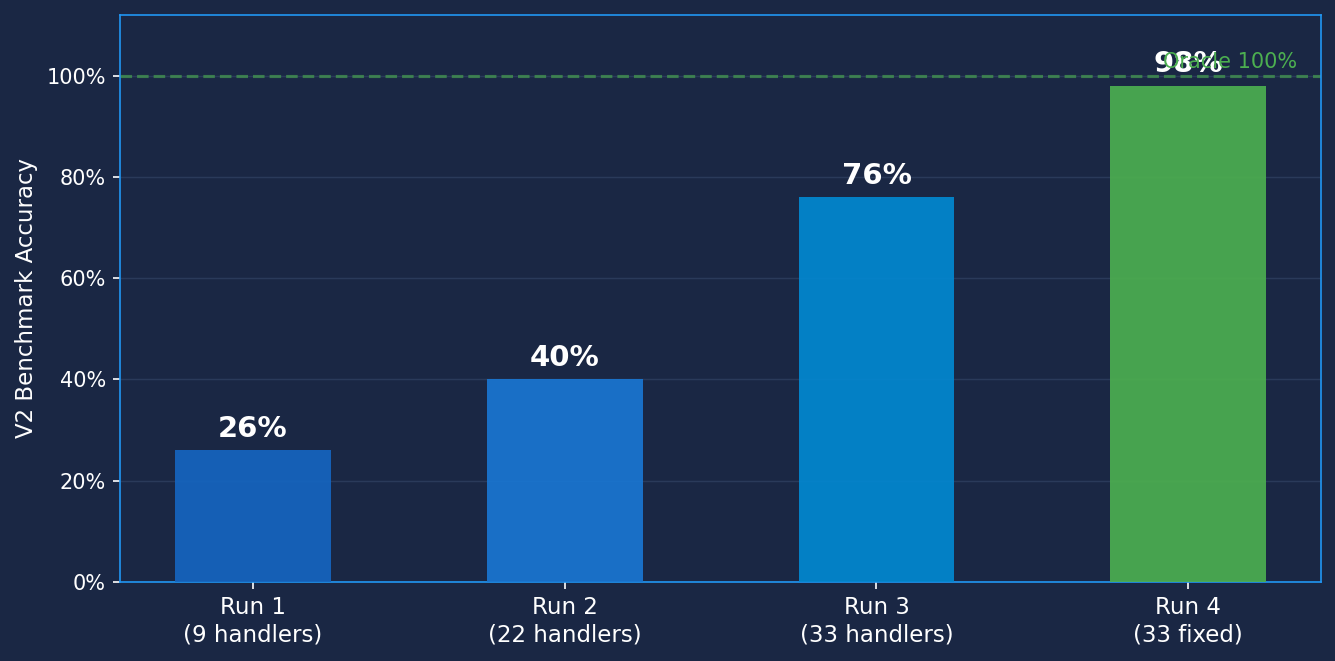 V2 Benchmark Accuracy
100%
80%
60%
40%
20%
0%
26%
40%
76%
98%
Oracle 100%
Run 1
(9 handlers)
Run 2
(22 handlers)
Run 3
(33 handlers)
Run 4
(33 fixed)